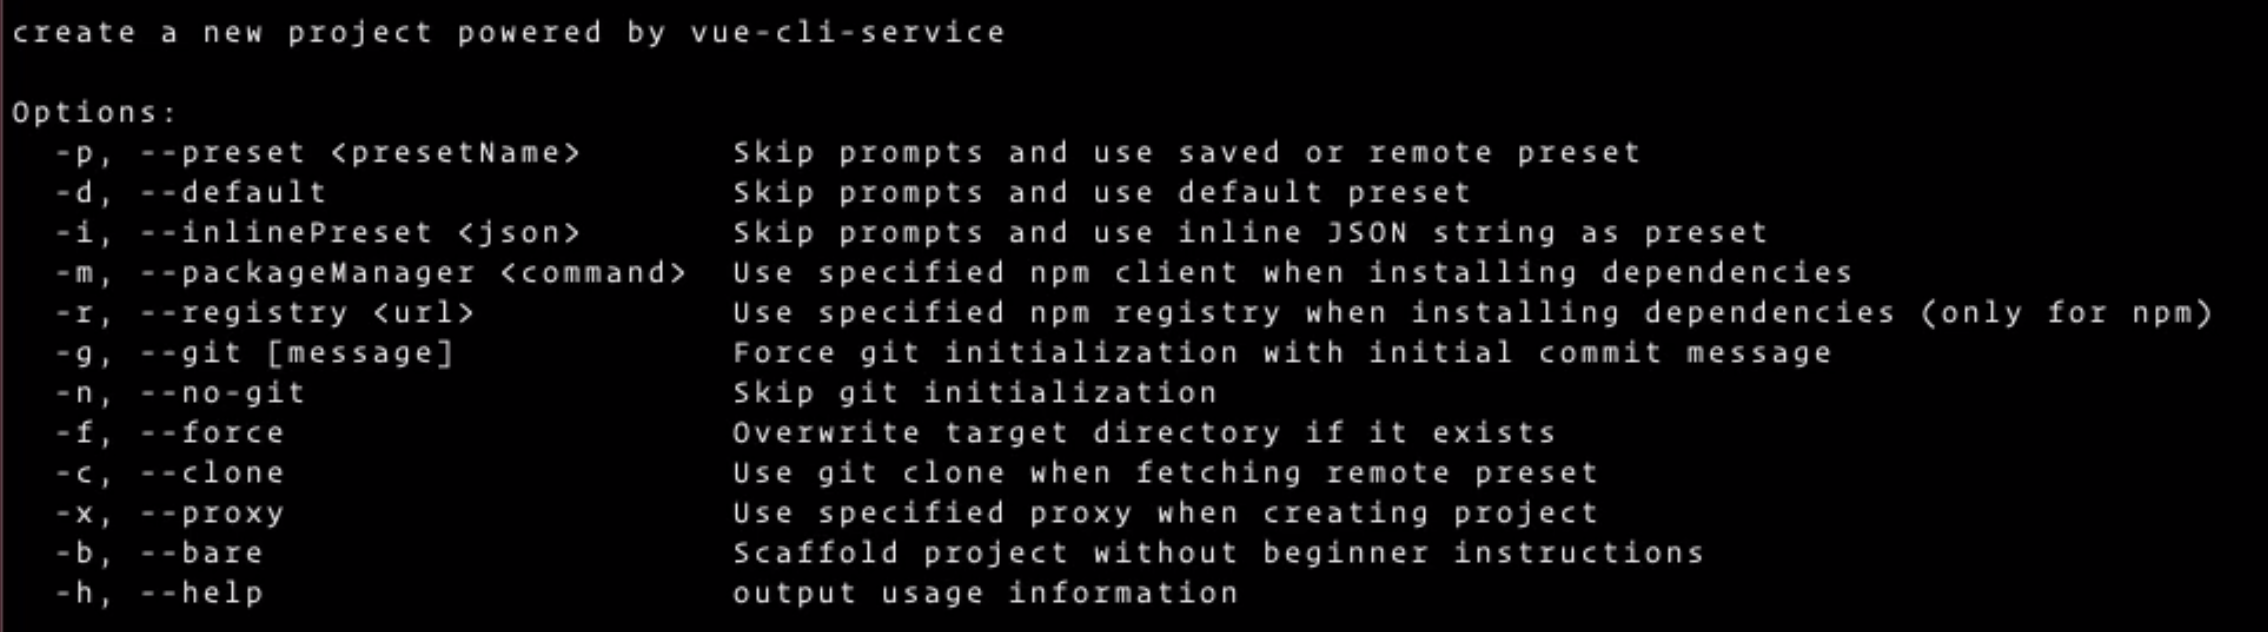 create a new project powered by vue-cli-service
Options:
-p, --preset <presetName> Skip prompts and use saved or remote preset
-d, --default Skip prompts and use default preset
-i, --inlinePreset <json> Skip prompts and use inline JSON string as preset
-m, --packageManager <command> Use specified npm client when installing dependencies
-r, --registry <url> Use specified npm registry when installing dependencies (only for npm)
-g, --git [message] Force git initialization with initial commit message
-n, --no-git Skip git initialization
-f, --force Overwrite target directory if it exists
-c, --clone Use git clone when fetching remote preset
-x, --proxy Use specified proxy when creating project
-b, --bare Scaffold project without beginner instructions
-h, --help output usage information